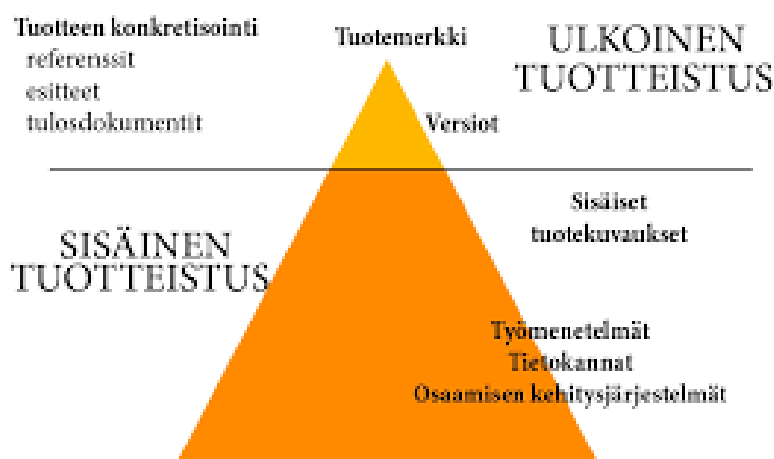 Tuotteen konkretisointi
referenssit
esitteet
tulosdokumentit
Tuotemerkki
ULKOINEN
TUOTTEISTUS
Versiot
SISÄINEN
TUOTTEISTUS
Sisäiset
tuotekuvaukset
Työmenetelmät
Tietokannat
Osaamisen kehitysjärjestelmät